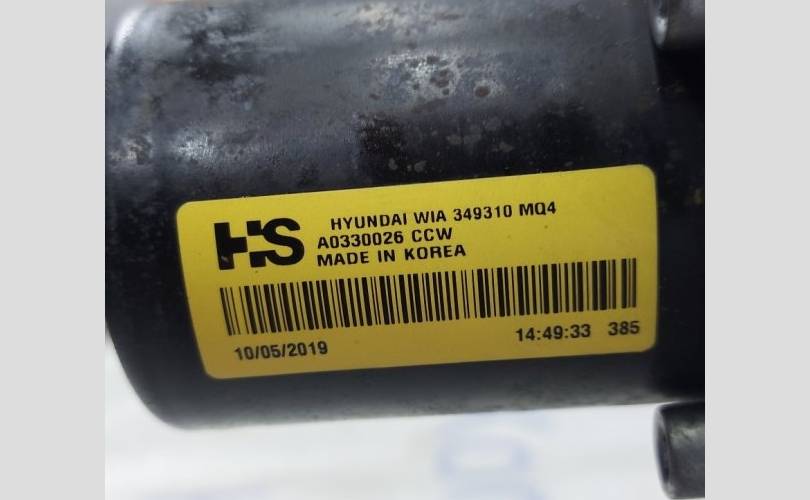 HS
HYUNDAI WIA 349310 MQ4
A0330026 CCW
MADE IN KOREA
10/05/2019 14:49:33 385